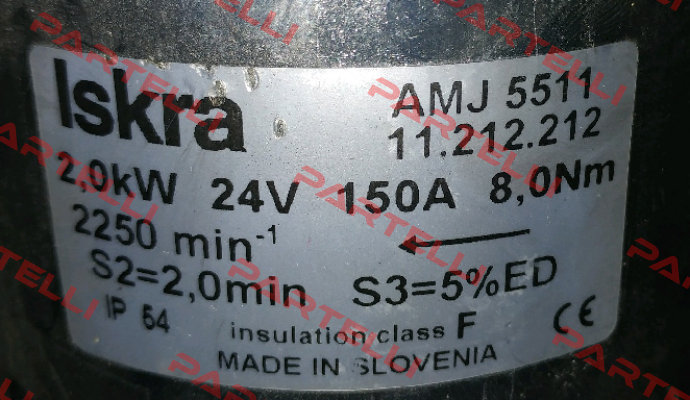 Iskra
AMJ 5511
11.212.212
2,0kW 24V 150A 8,0Nm
2250 min-1
S2=2,0min S3=5%ED
IP 54
insulation class F CE
MADE IN SLOVENIA
PARTELLI